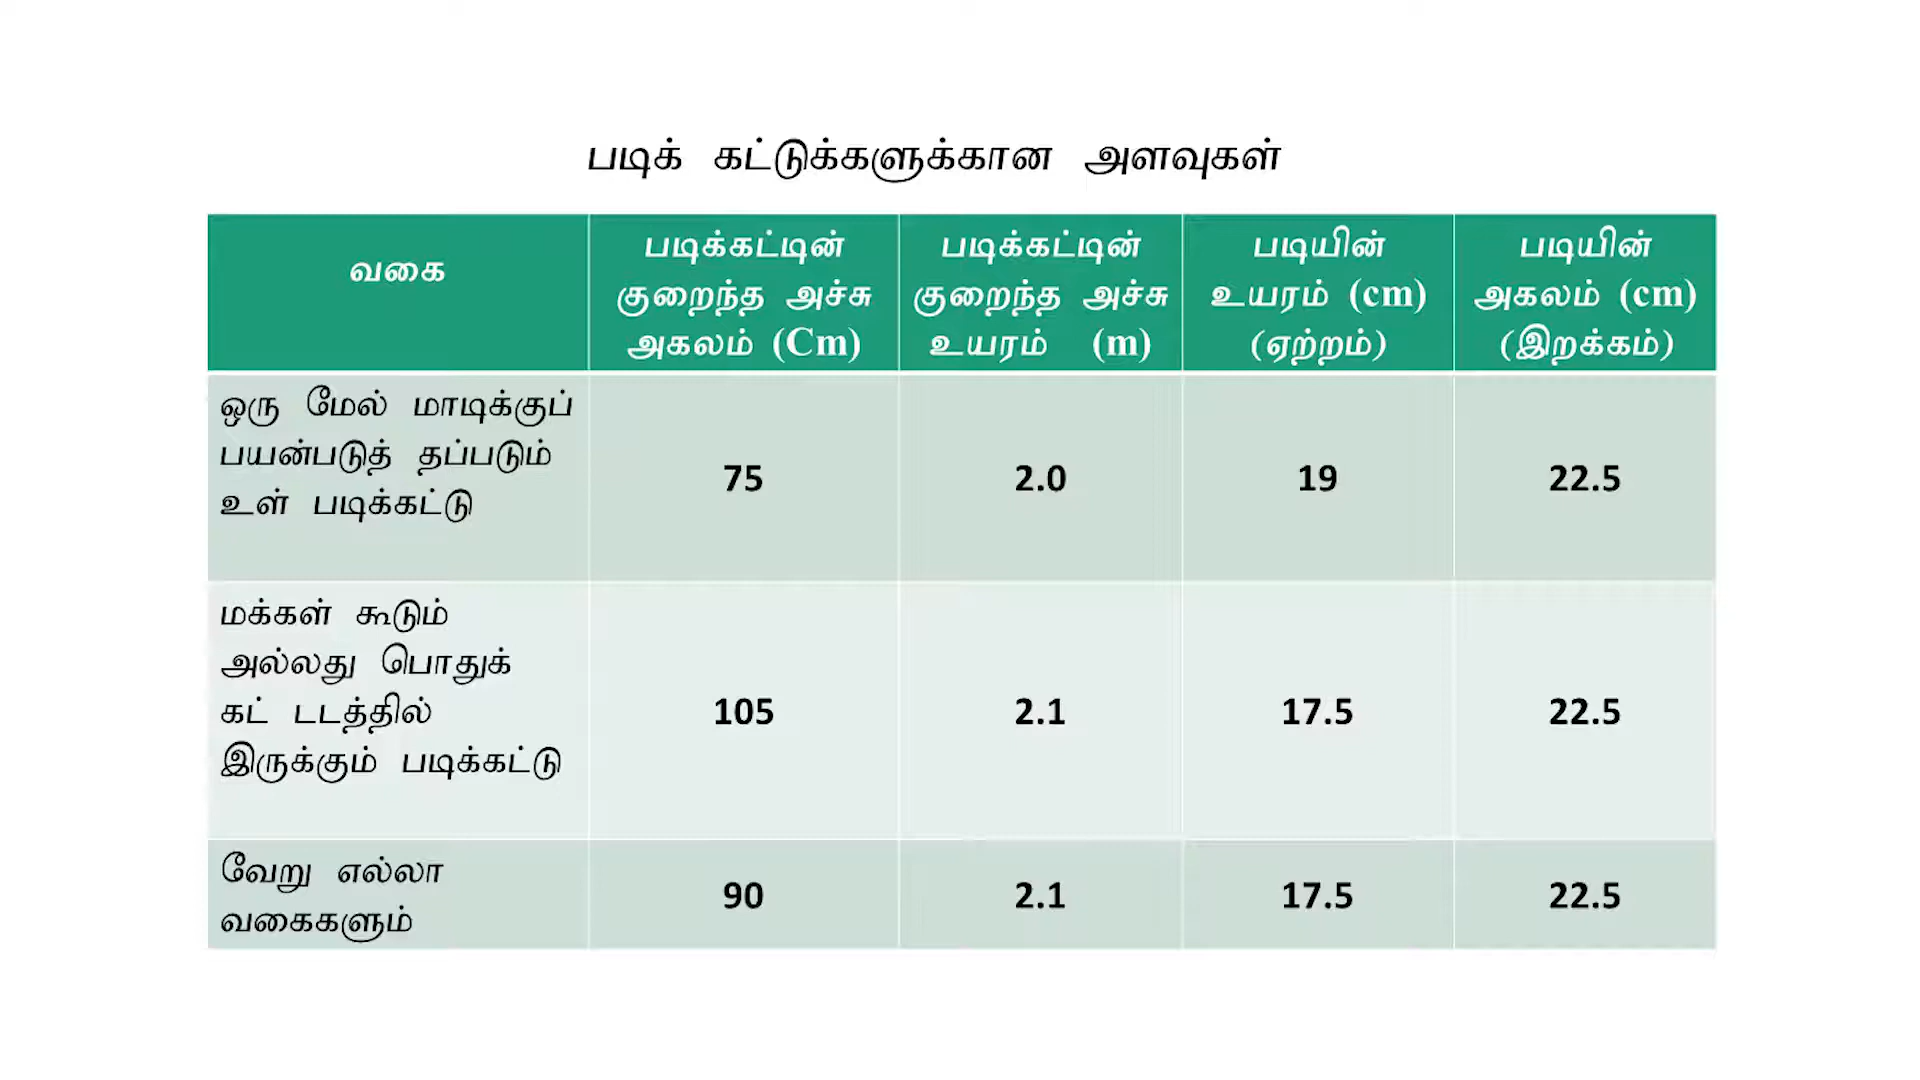 படிக் கட்டுக்களுக்கான அளவுகள்
வகை
படிக்கட்டின்
குறைந்த அச்சு
அகலம் (Cm)
படிக்கட்டின்
குறைந்த அச்சு
உயரம் (m)
படியின்
உயரம் (cm)
(ஏற்றம்)
படியின்
அகலம் (cm)
(இறக்கம்)
ஒரு மேல் மாடிக்குப்
பயன்படுத் தப்படும்
உள் படிக்கட்டு
75
2.0
19
22.5
மக்கள் கூடும்
அல்லது பொதுக்
கட் டடத்தில்
இருக்கும் படிக்கட்டு
105
2.1
17.5
22.5
வேறு எல்லா
வகைகளும்
90
2.1
17.5
22.5